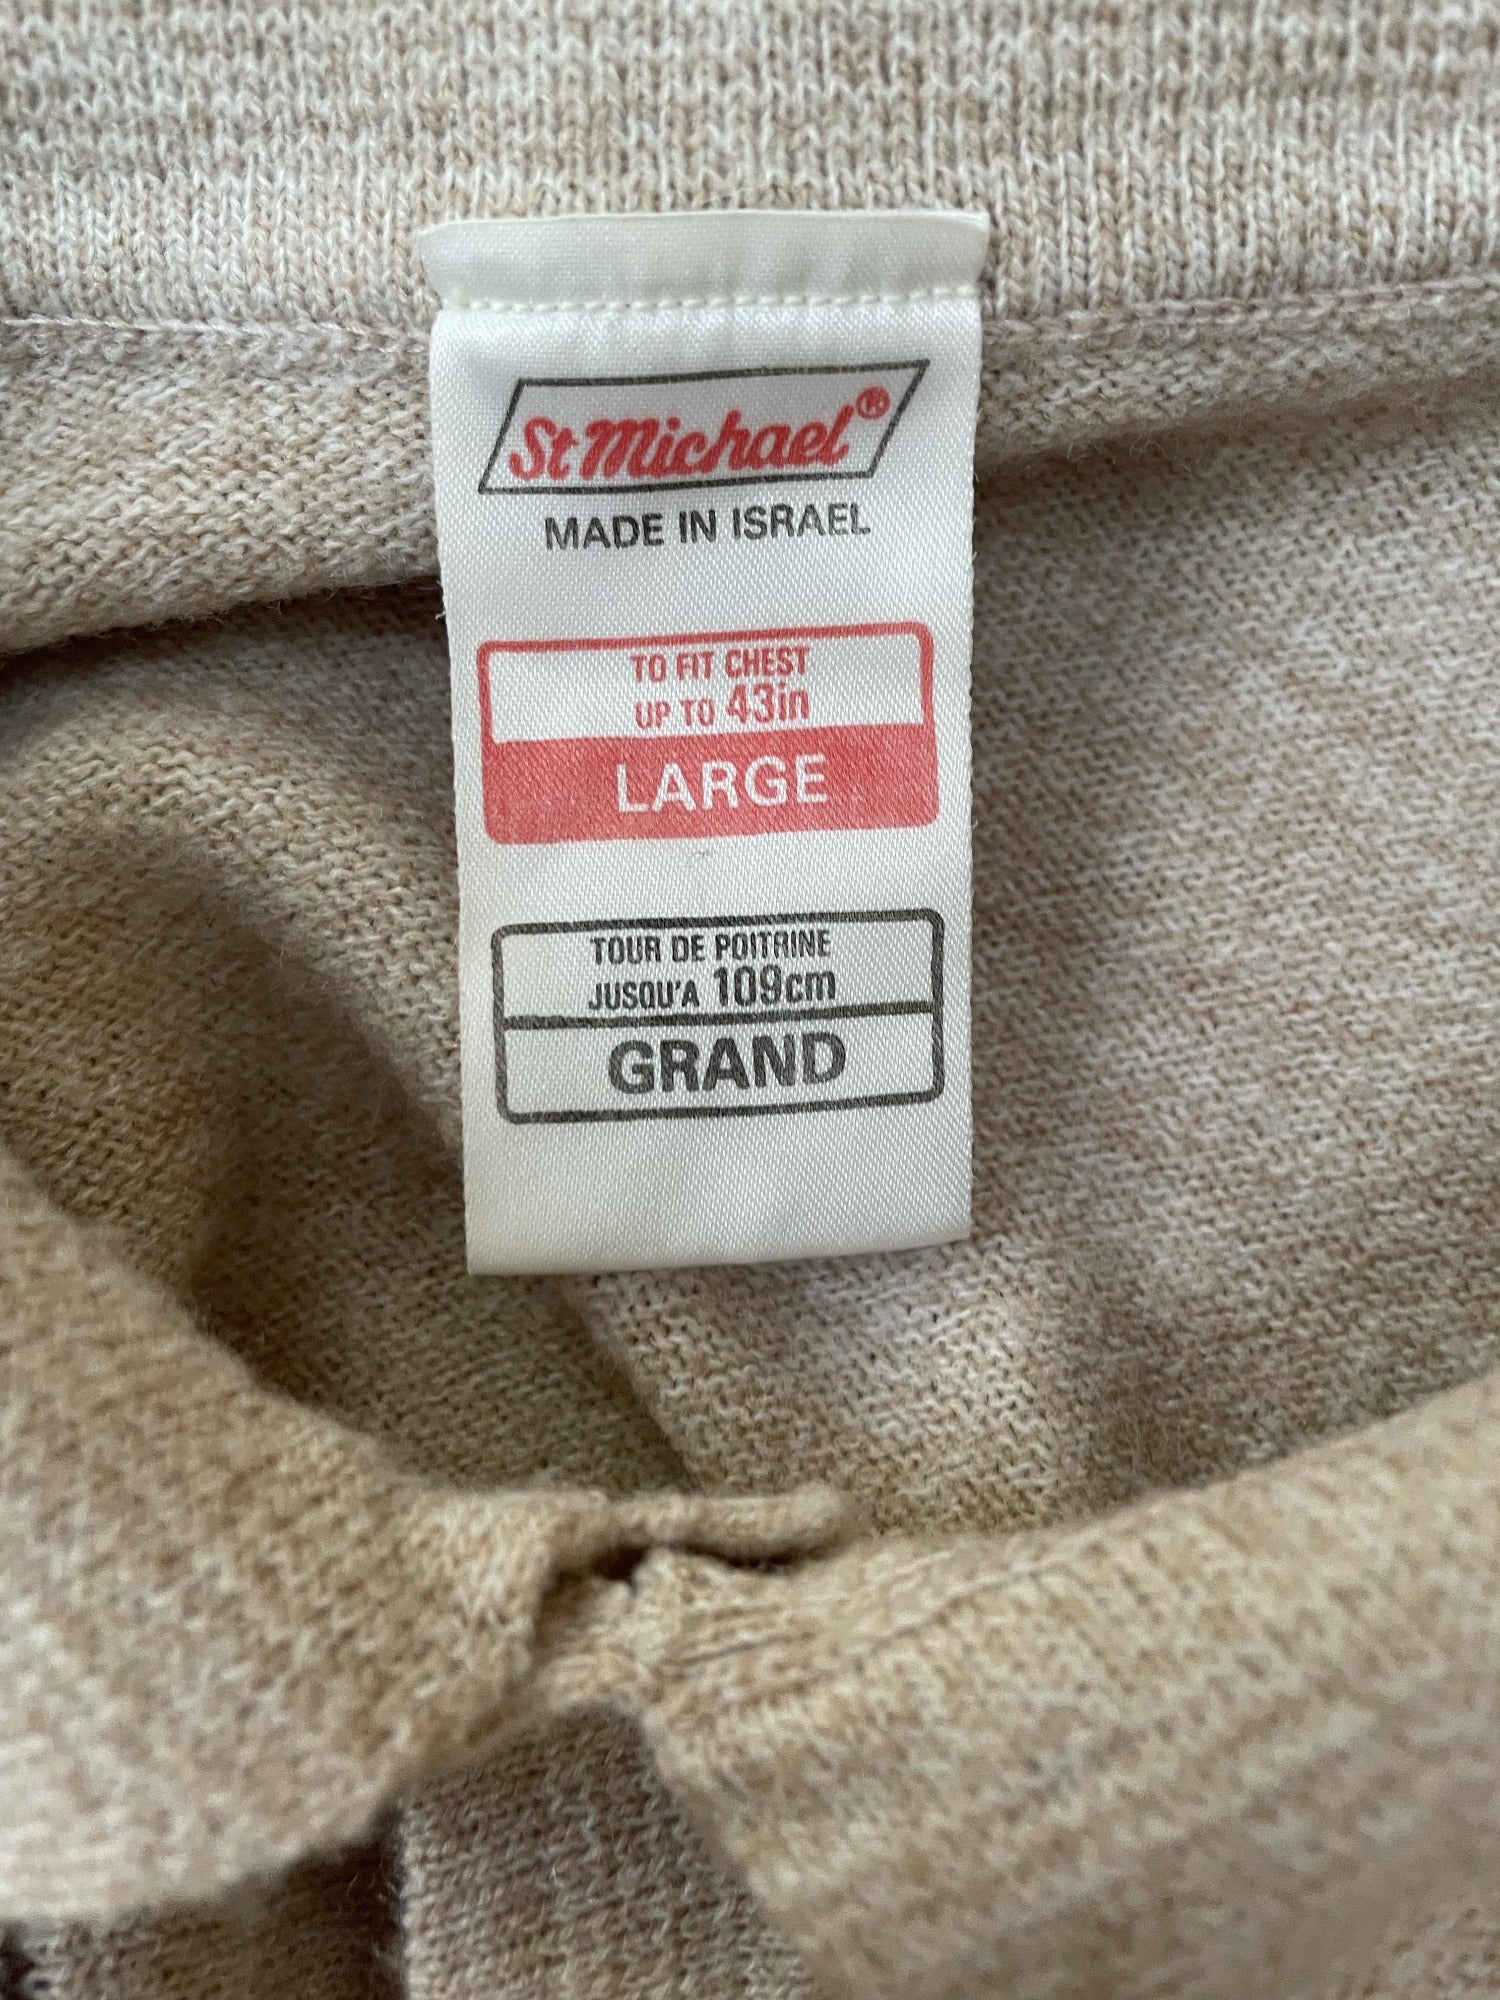 St Michael®
MADE IN ISRAEL
TO FIT CHEST
UP TO 43in
LARGE
TOUR DE POITRINE
JUSQU'A 109cm
GRAND